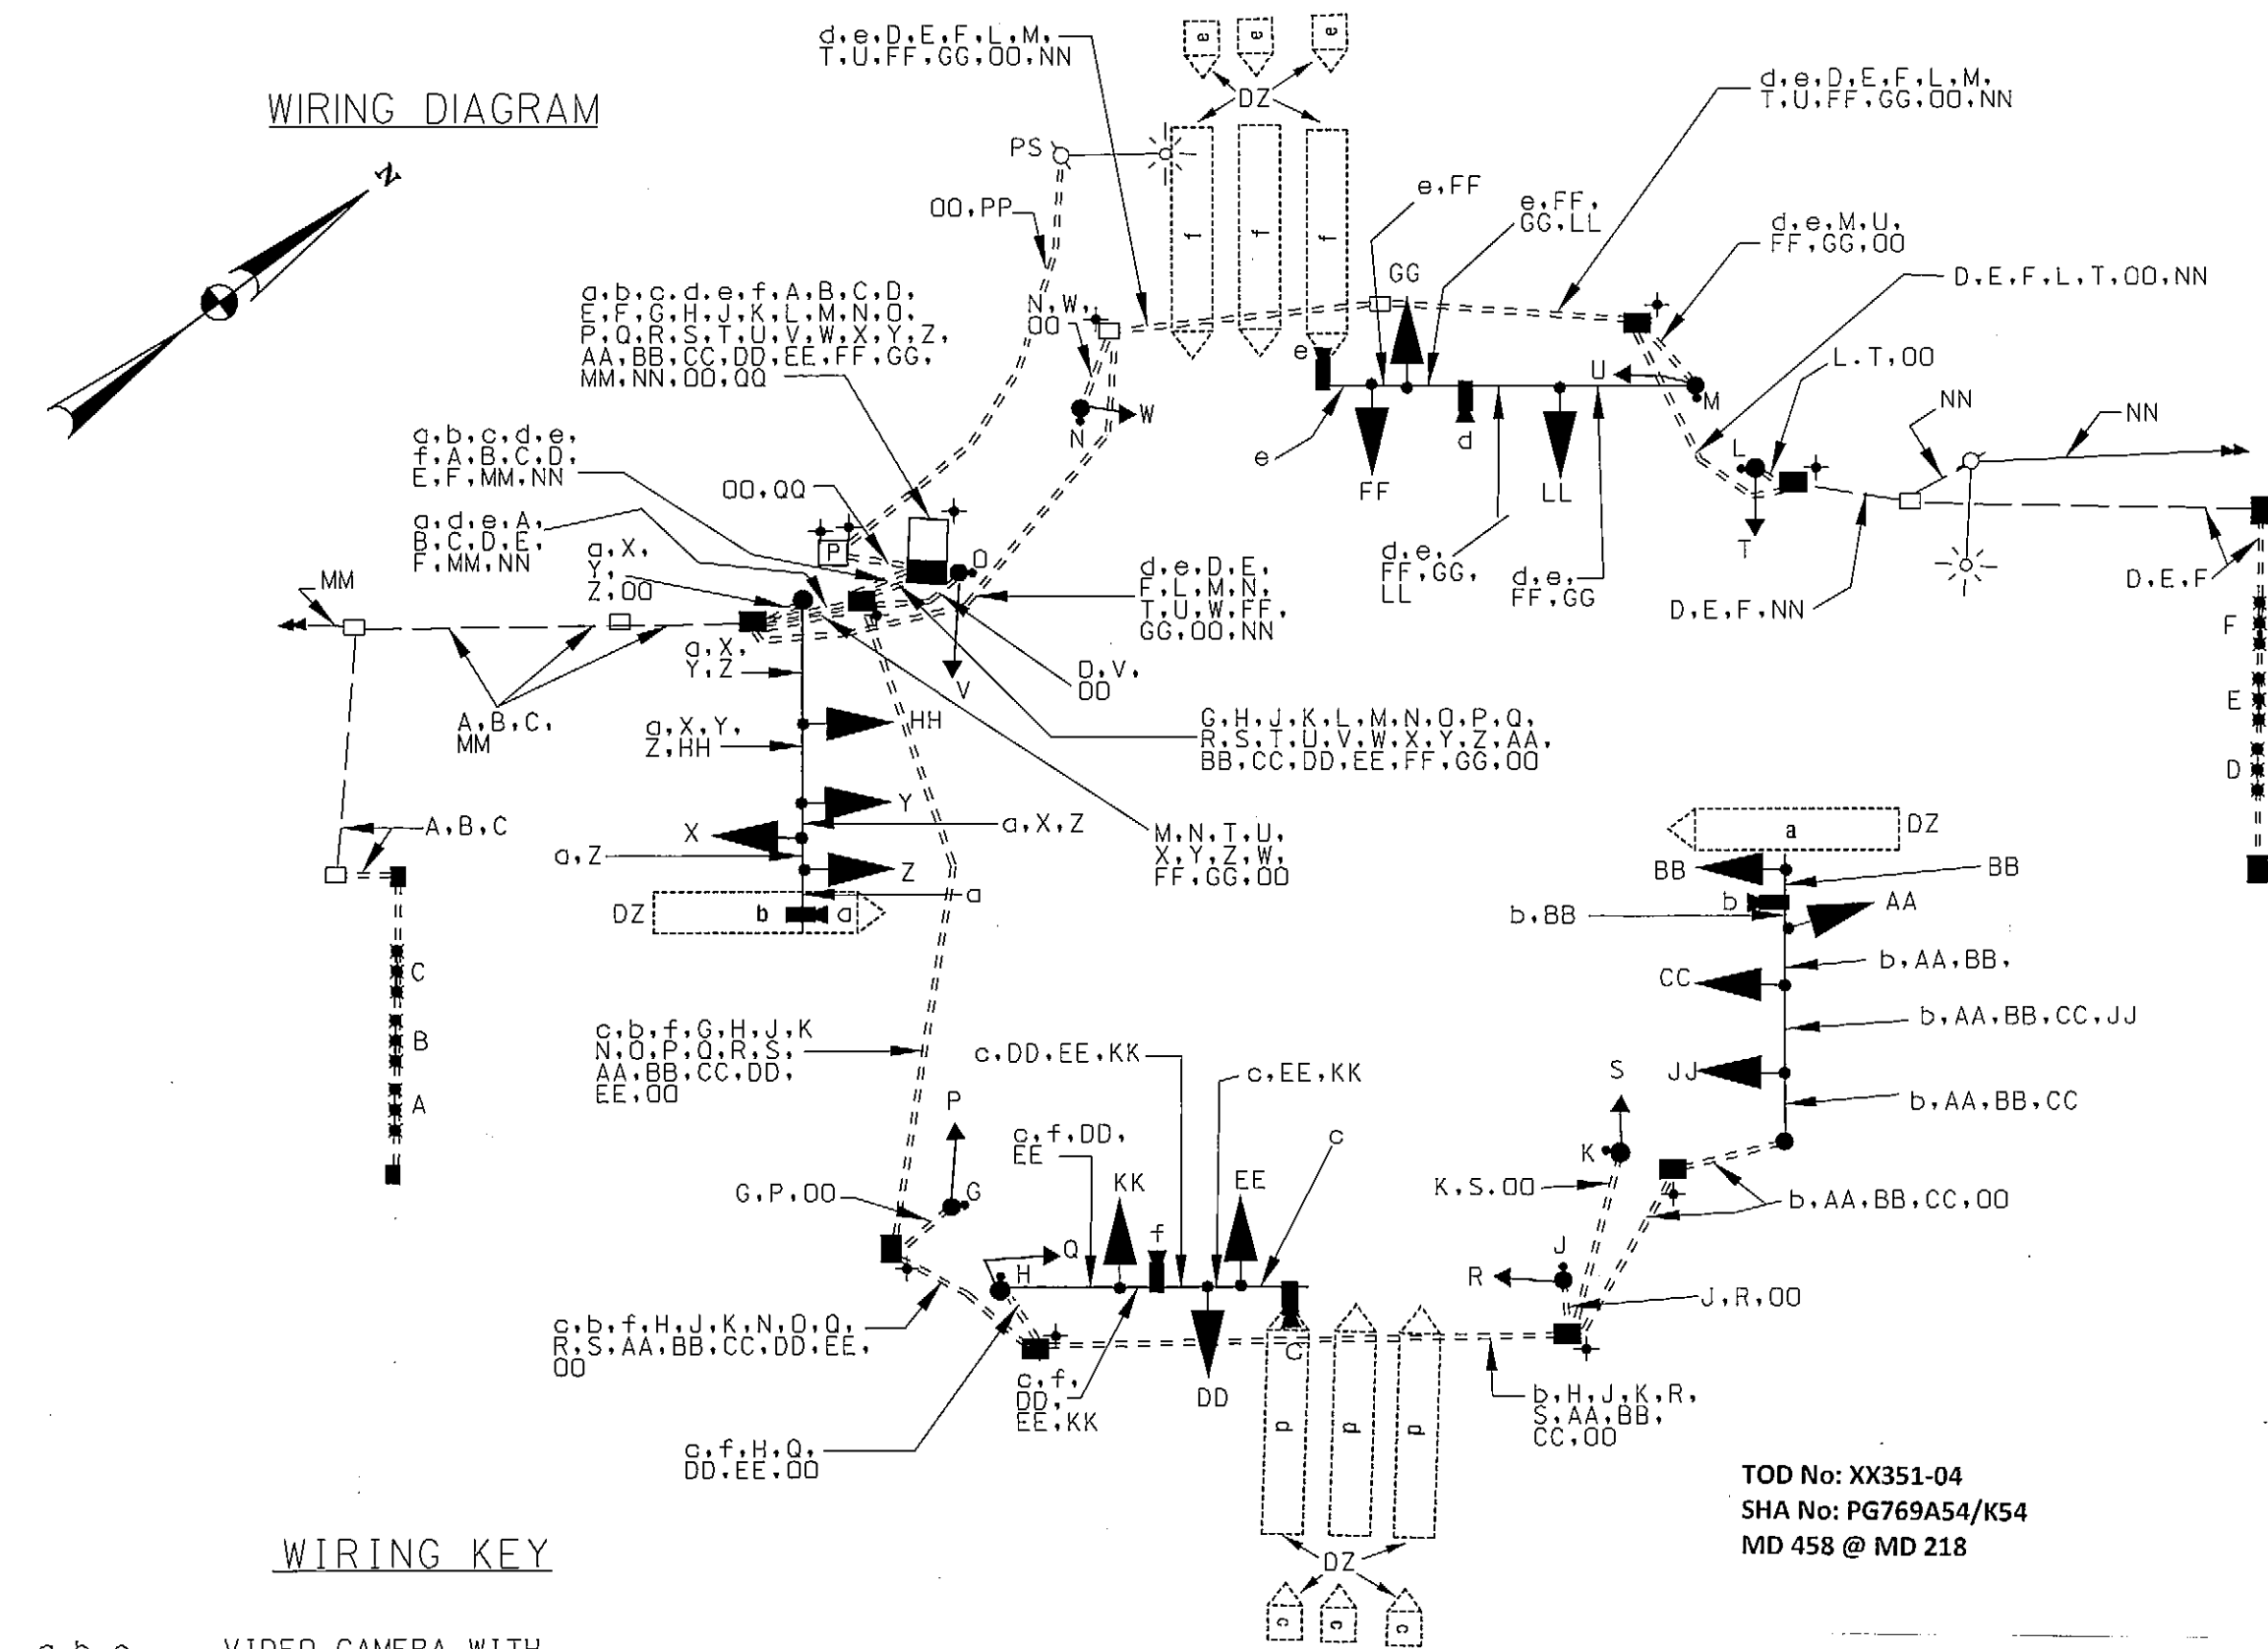 WIRING DIAGRAM
N
d,e,D,E,F,L,M,
T,U,FF,GG,OO,NN
e
e
e
DZ
d,e,D,E,F,L,M,
T,U,FF,GG,OO,NN
PS
OO,PP
f
f
f
e,FF
e,FF,
GG,LL
d,e,M,U,
FF,GG,OO
D,E,F,L,T,OO,NN
GG
a,b,c,d,e,f,A,B,C,D,
E,F,G,H,J,K,L,M,N,O,
P,Q,R,S,T,U,V,W,X,Y,Z,
AA,BB,CC,DD,EE,FF,GG,
MM,NN,OO,QQ
N,W,
OO
e
U
M
L.T,OO
NN
NN
N
W
d
L
e
FF
LL
T
a,b,c,d,e,
f,A,B,C,D,
E,F,MM,NN
OO,QQ
a,d,e,A,
B,C,D,E,
F,MM,NN
a,X,
Y,
Z,OO
P
O
MM
d,e,D,E,
F,L,M,N,
T,U,W,FF,
GG,OO,NN
d,e,
FF,GG,
LL
d,e,
FF,GG
D,E,F,NN
D,E,F
F
E
D
a,X,
Y,Z
V
O,V,
OO
A,B,C,
MM
a,X,Y,
Z,HH
HH
G,H,J,K,L,M,N,O,P,Q,
R,S,T,U,V,W,X,Y,Z,AA,
BB,CC,DD,EE,FF,GG,OO
Y
X
a,X,Z
a,Z
Z
a
M,N,T,U,
X,Y,Z,W,
FF,GG,OO
A,B,C
DZ
b
a
a
DZ
BB
BB
b
AA
b,BB
b,AA,BB,
CC
b,AA,BB,CC,JJ
JJ
b,AA,BB,CC
C
B
A
c,b,f,G,H,J,K
N,O,P,Q,R,S,
AA,BB,CC,DD,
EE,OO
c,DD,EE,KK
c,EE,KK
P
S
c,f,DD,
EE
c
K
KK
EE
G,P,OO
G
K,S.OO
b,AA,BB,CC,OO
f
Q
H
J
R
J,R,OO
c,b,f,H,J,K,N,O,Q,
R,S,AA,BB,CC,DD,EE,
OO
C
c,f,
DD,
EE,KK
DD
b,H,J,K,R,
S,AA,BB,
CC,OO
d
d
d
c,f,H,Q,
DD,EE,OO
TOD No: XX351-04
SHA No: PG769A54/K54
MD 458 @ MD 218
DZ
c
c
c
WIRING KEY
a,b,c
VIDEO CAMERA WITH